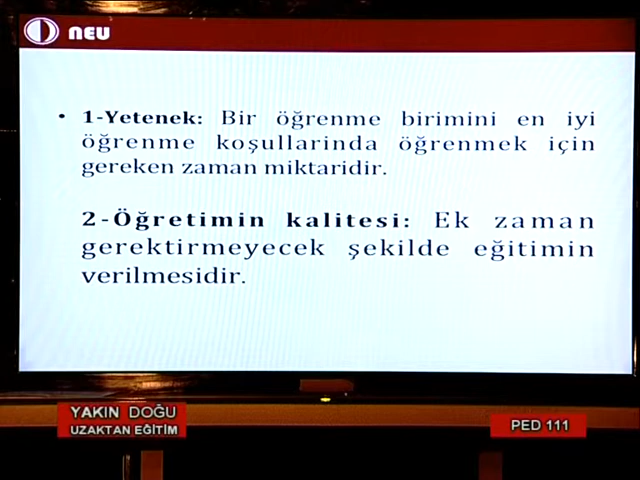 NEU
• 1-Yetenek: Bir öğrenme birimini en iyi
öğrenme koşullarinda öğrenmek için
gereken zaman miktaridir.
2-Öğretimin kalitesi: Ek zaman
gerektirmeyecek şekilde eğitimin
verilmesidir.
YAKIN DOĞU
UZAKTAN EĞİTİM
PED 111